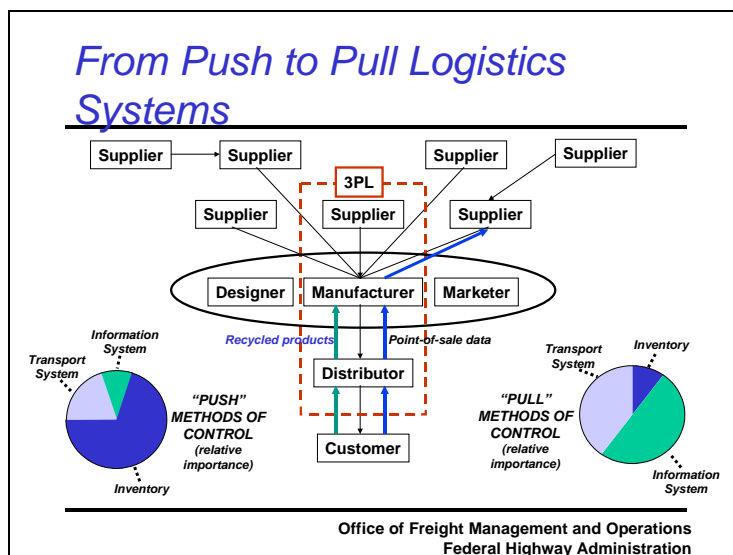 From Push to Pull Logistics
Systems
Supplier
Supplier
Supplier
Supplier
3PL
Supplier
Supplier
Supplier
Designer
Manufacturer
Marketer
Recycled products
Point-of-sale data
Information
System
Transport
System
Inventory
Transport
System
Distributor
“PUSH”
METHODS OF
CONTROL
(relative
importance)
“PULL”
METHODS OF
CONTROL
(relative
importance)
Customer
Inventory
Information
System
Office of Freight Management and Operations
Federal Highway Administration